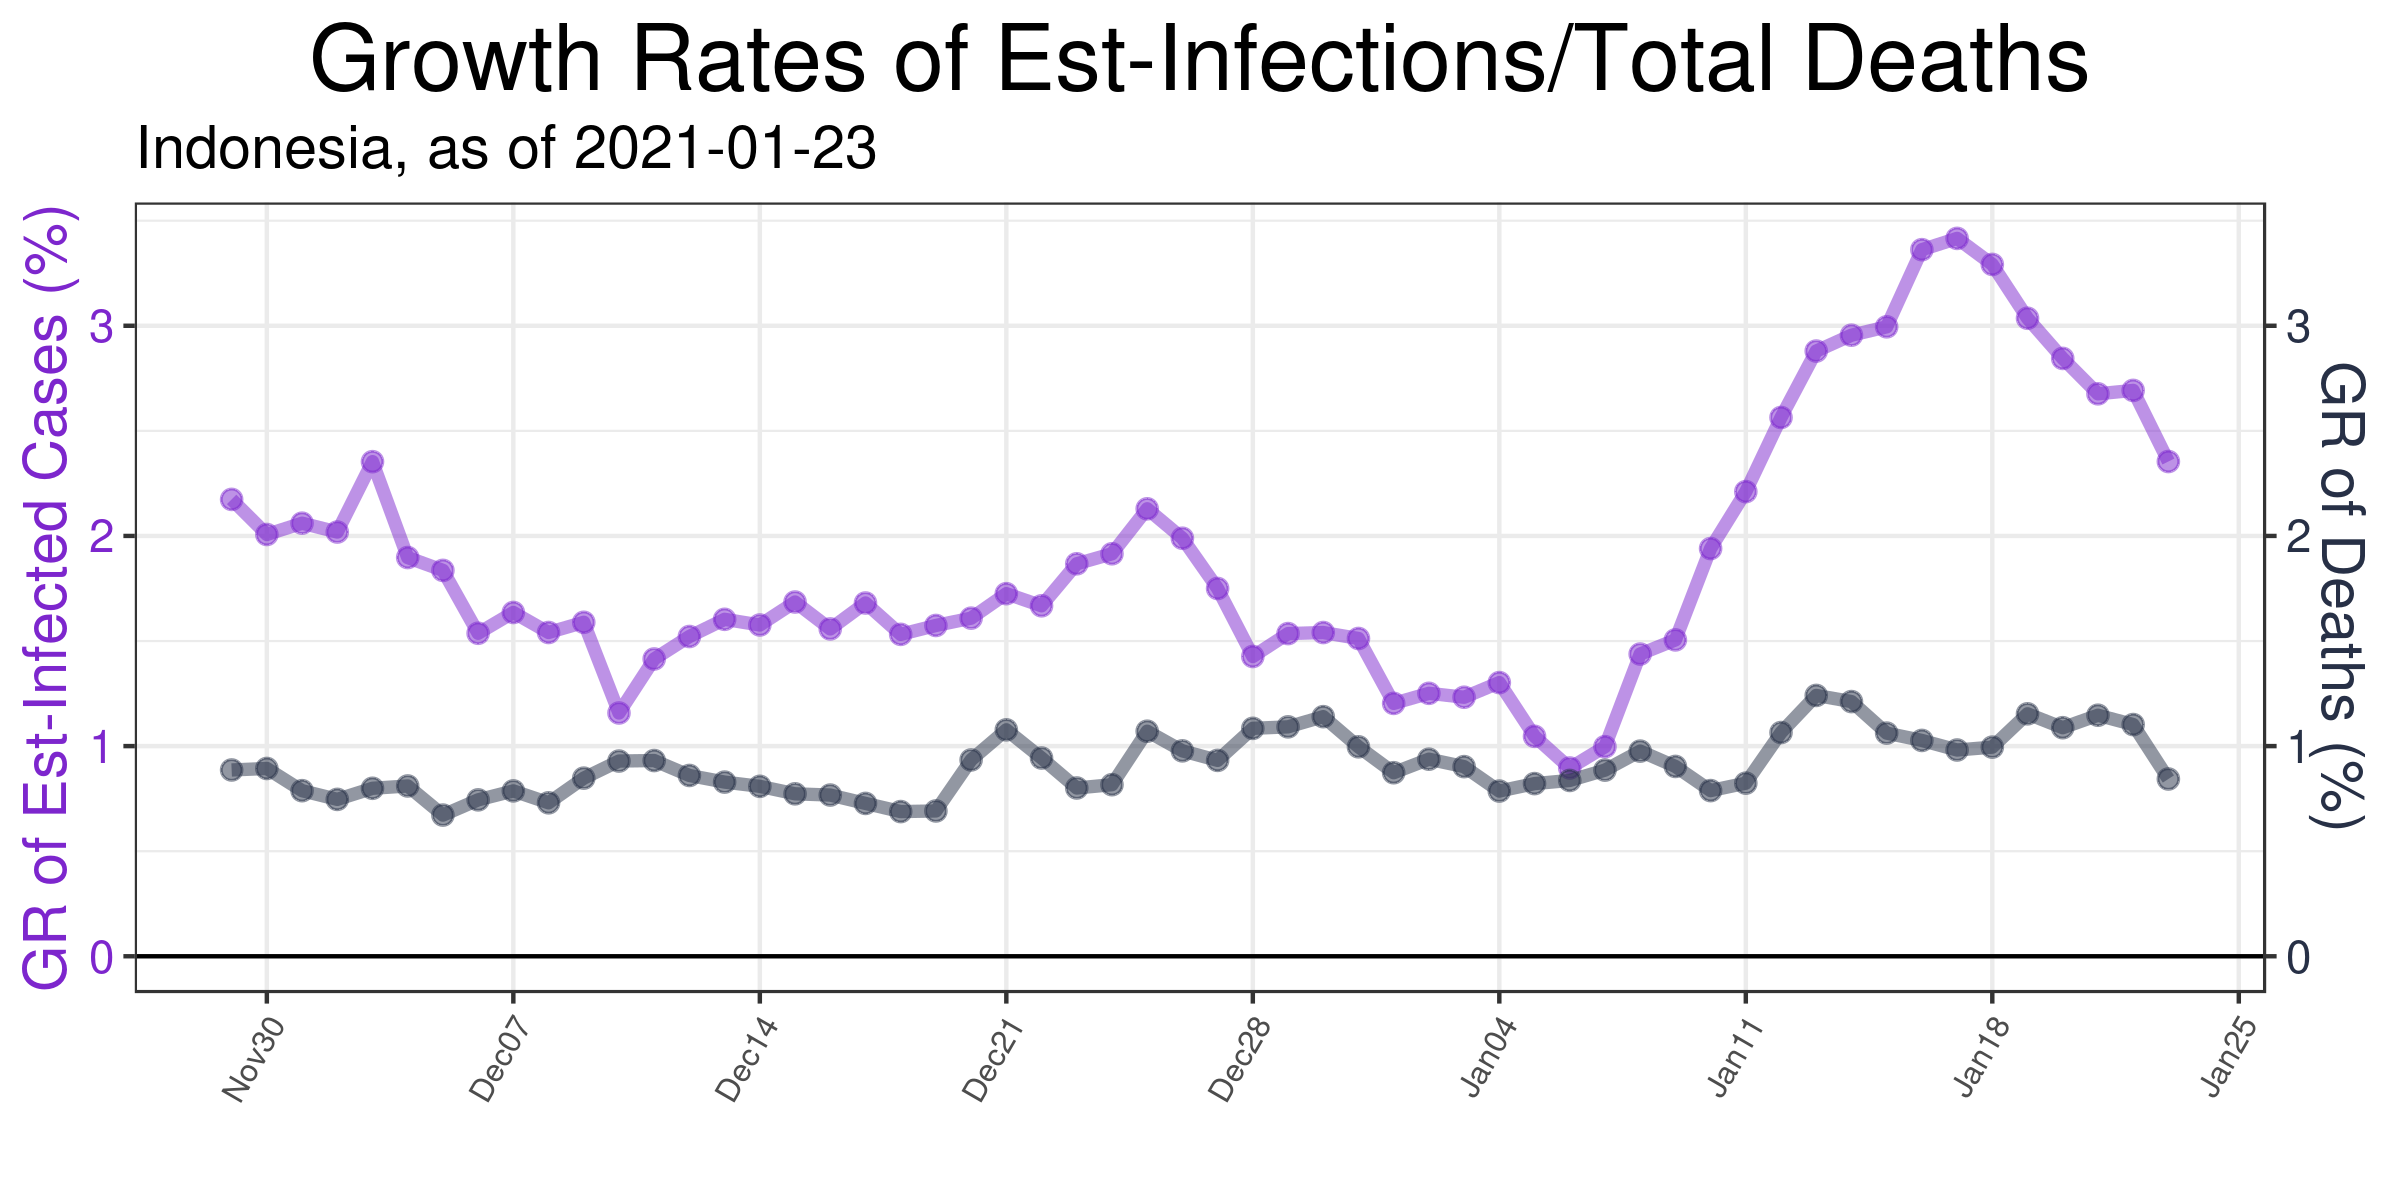 Growth Rates of Est-Infections/Total Deaths
Indonesia, as of 2021-01-23
GR of Est-Infected Cases (%)
3
2
1
0
3
2
1
0
GR of Deaths (%)
Nov30
Dec07
Dec14
Dec21
Dec28
Jan04
Jan11
Jan18
Jan25